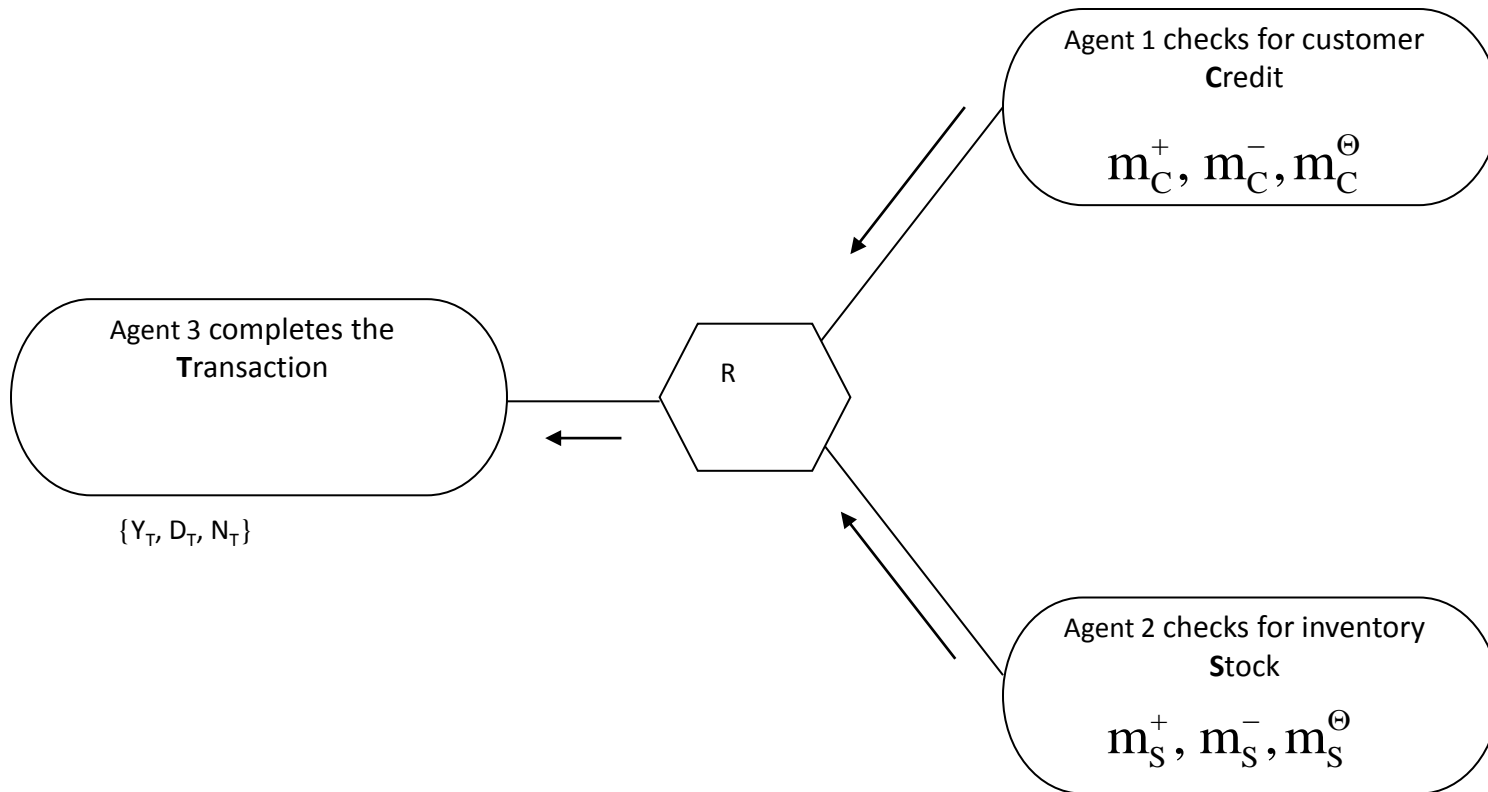 Agent 1 checks for customer
Credit
m_C^+, m_C^-, m_C^Θ
Agent 3 completes the
Transaction
R
{Y_T, D_T, N_T}
Agent 2 checks for inventory
Stock
m_S^+, m_S^-, m_S^Θ